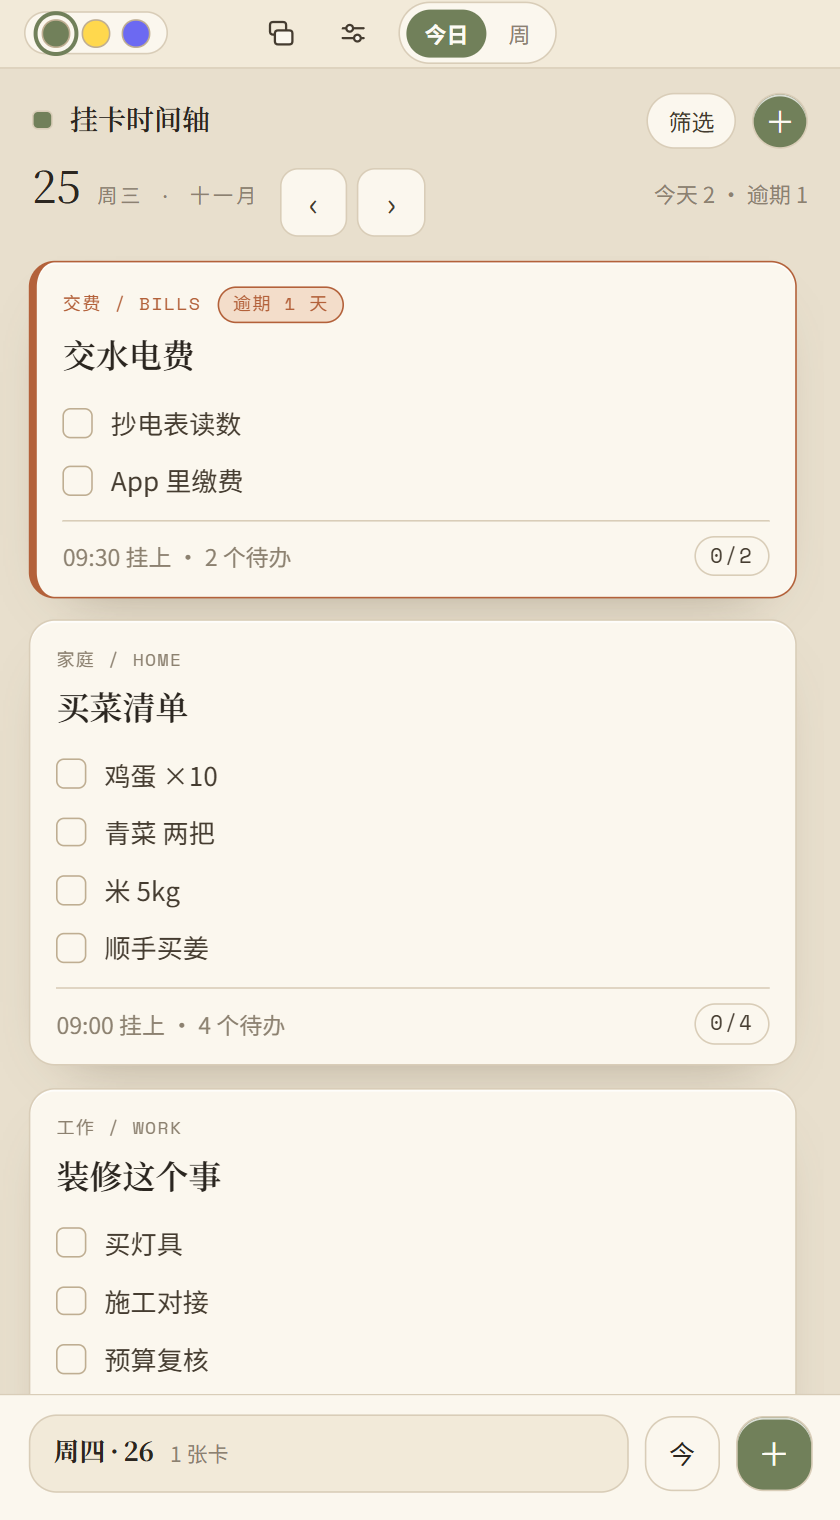 今日 周
挂卡时间轴 筛选
25 周三 · 十一月 ‹ › 今天 2 · 逾期 1
交费 / BILLS 逾期 1 天
交水电费
抄电表读数
App 里缴费
09:30 挂上 · 2 个待办 0/2
家庭 / HOME
买菜清单
鸡蛋 ×10
青菜 两把
米 5kg
顺手买姜
09:00 挂上 · 4 个待办 0/4
工作 / WORK
装修这个事
买灯具
施工对接
预算复核
周四·26 1 张卡 今